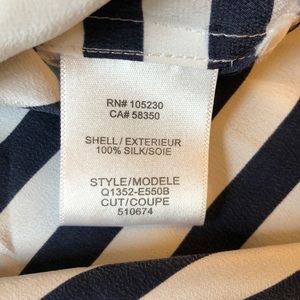 RN# 105230
CA# 58350
SHELL/EXTERIEUR
100% SILK/SOIE
STYLE/MODELE
Q1352-E550B
CUT/COUPE
510674